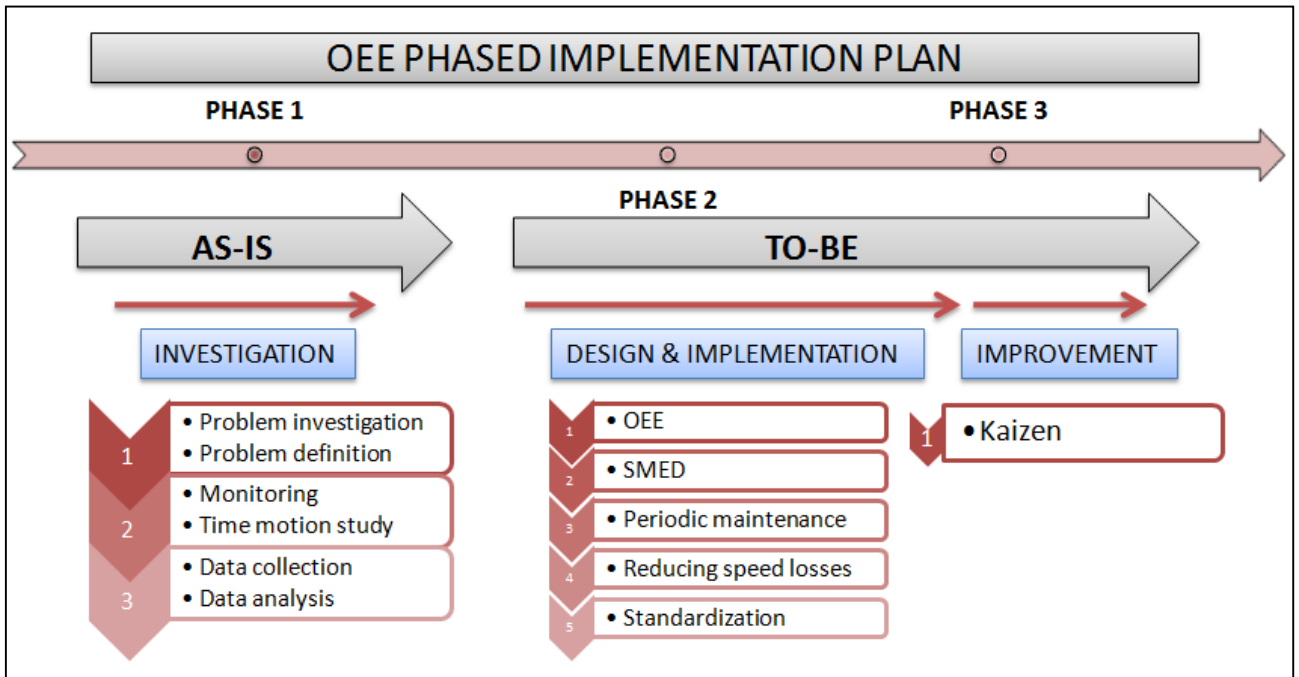 OEE PHASED IMPLEMENTATION PLAN
PHASE 1
PHASE 3
PHASE 2
AS-IS
TO-BE
INVESTIGATION
DESIGN & IMPLEMENTATION
IMPROVEMENT
1
• Problem investigation
• Problem definition
2
• Monitoring
• Time motion study
3
• Data collection
• Data analysis
1
• OEE
2
• SMED
3
• Periodic maintenance
4
• Reducing speed losses
5
• Standardization
1
• Kaizen